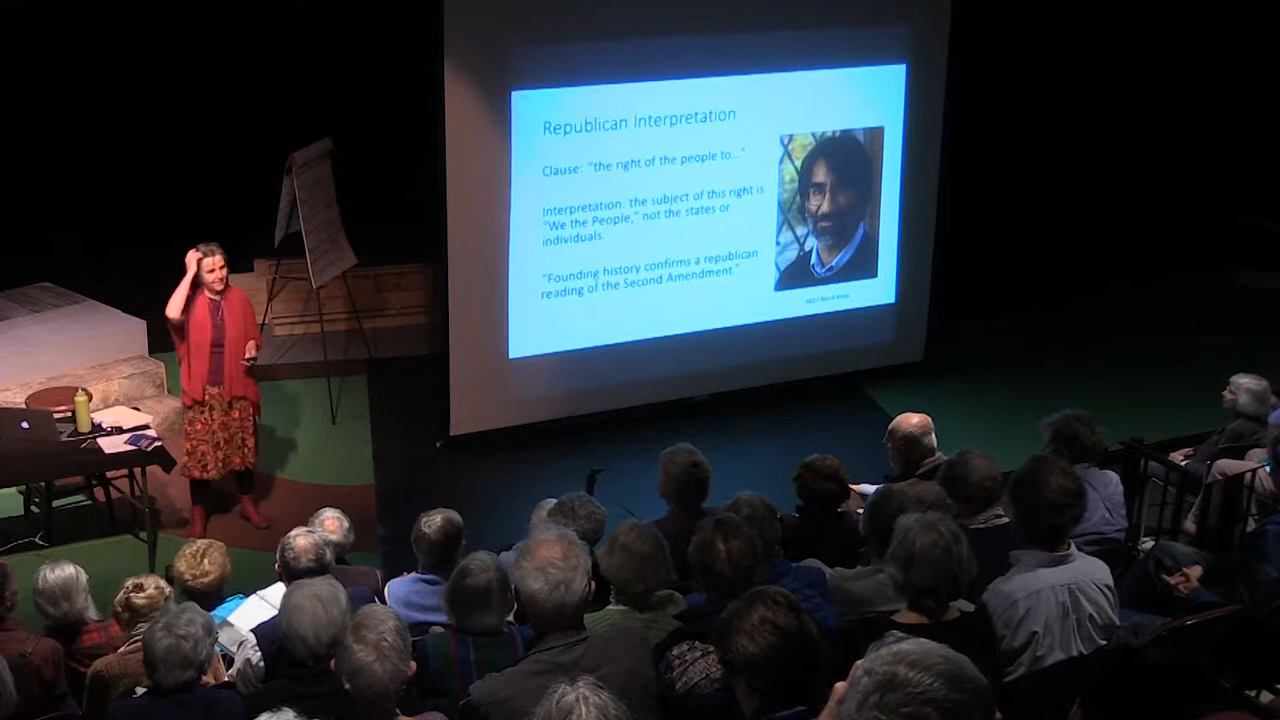 Republican Interpretation
Clause: "the right of the people to..."
Interpretation: the subject of this right is
"We the People," not the states or
individuals.
"Founding history confirms a republican
reading of the Second Amendment."